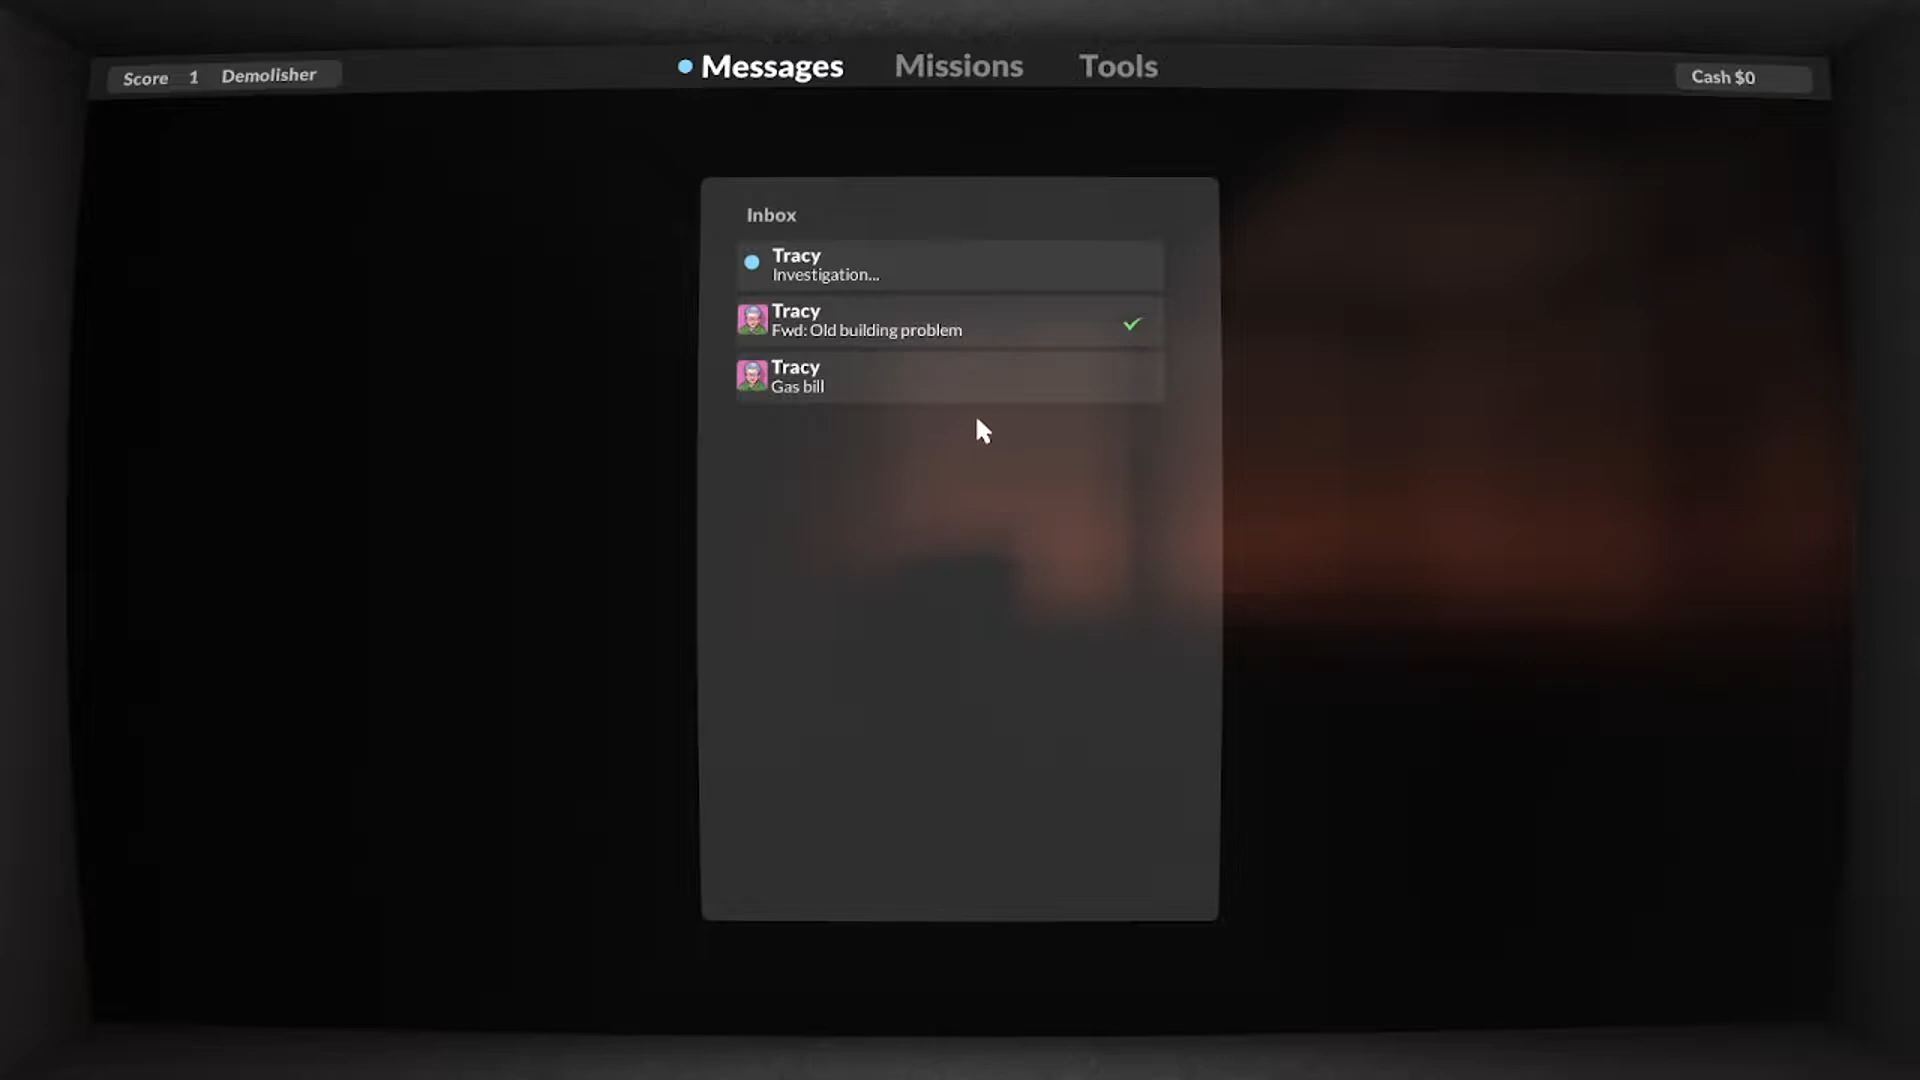 Score 1 Demolisher
Messages Missions Tools
Cash $0
Inbox
Tracy
Investigation...
Tracy
Fwd: Old building problem
Tracy
Gas bill